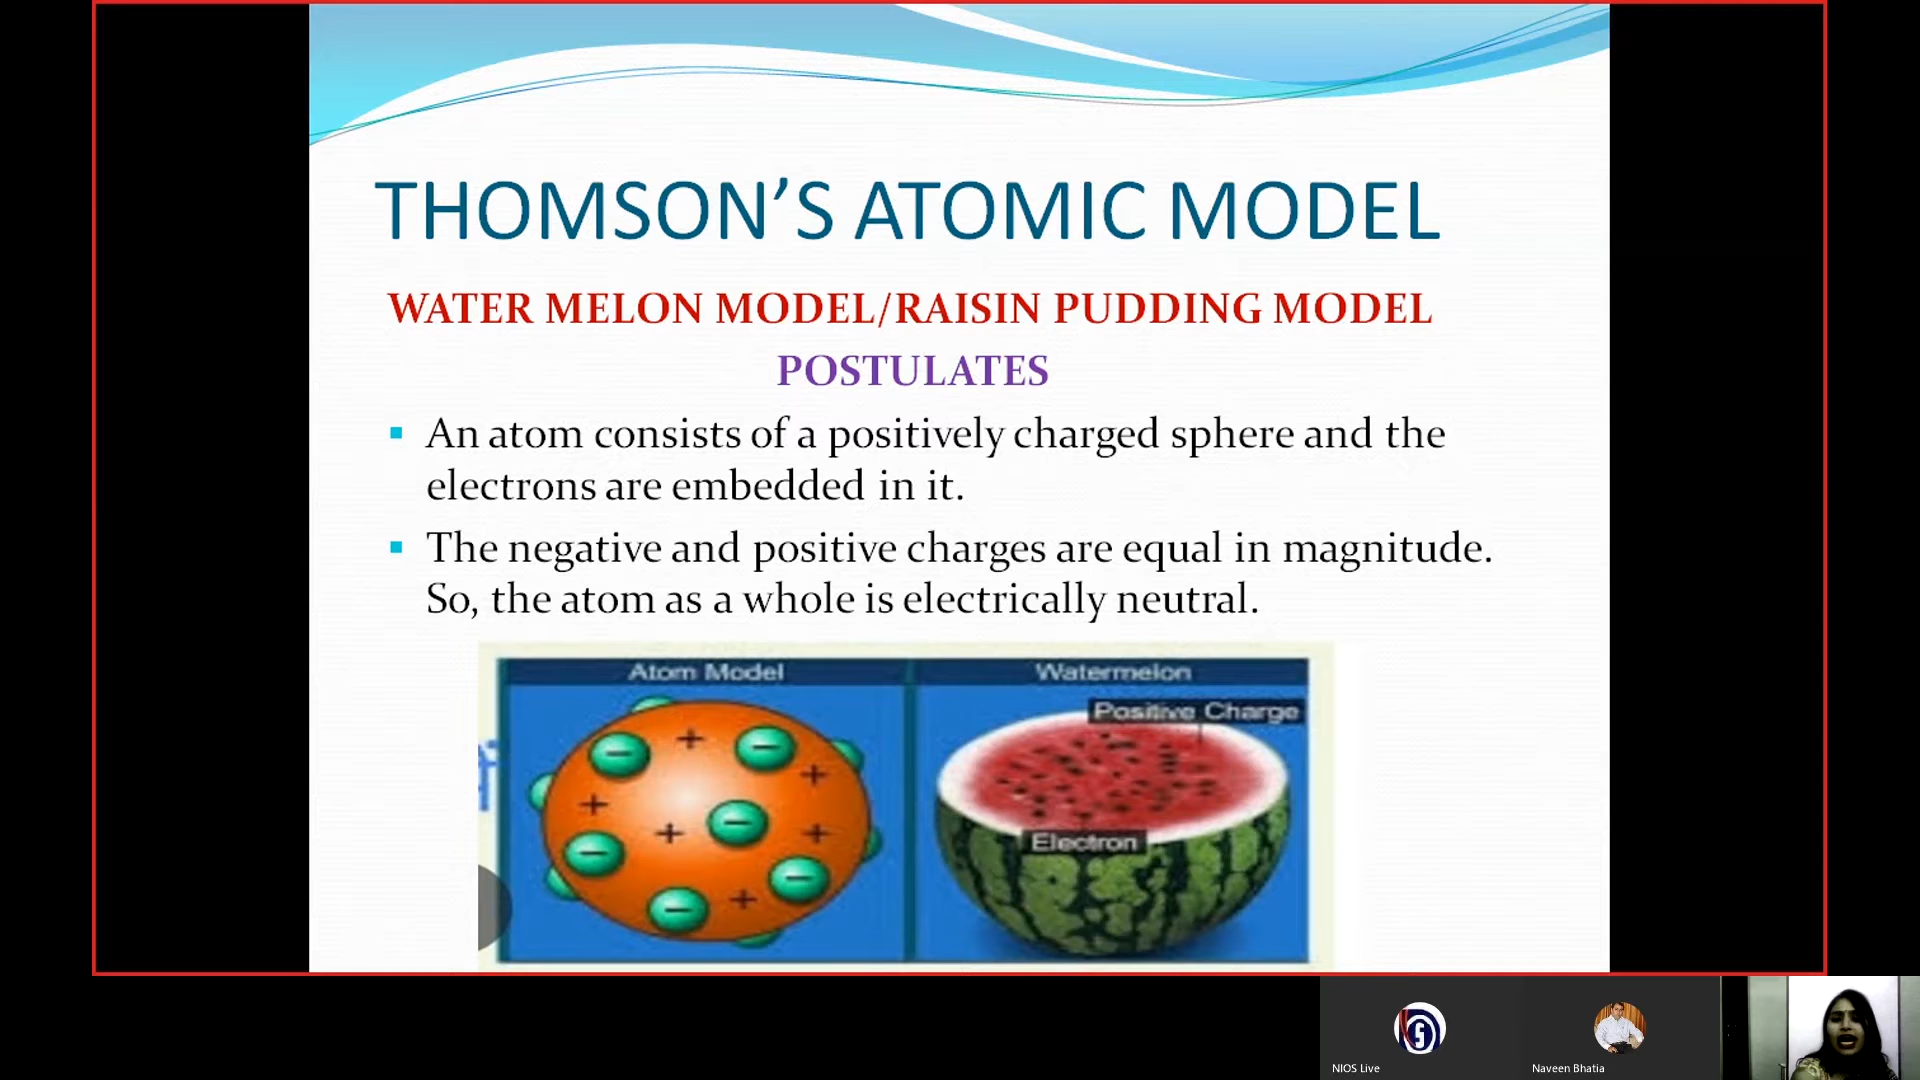 THOMSON’S ATOMIC MODEL
WATER MELON MODEL/RAISIN PUDDING MODEL
POSTULATES
An atom consists of a positively charged sphere and the
electrons are embedded in it.
The negative and positive charges are equal in magnitude.
So, the atom as a whole is electrically neutral.
Atom Model
Watermelon
Positive Charge
Electron
NIOS Live
Naveen Bhatia